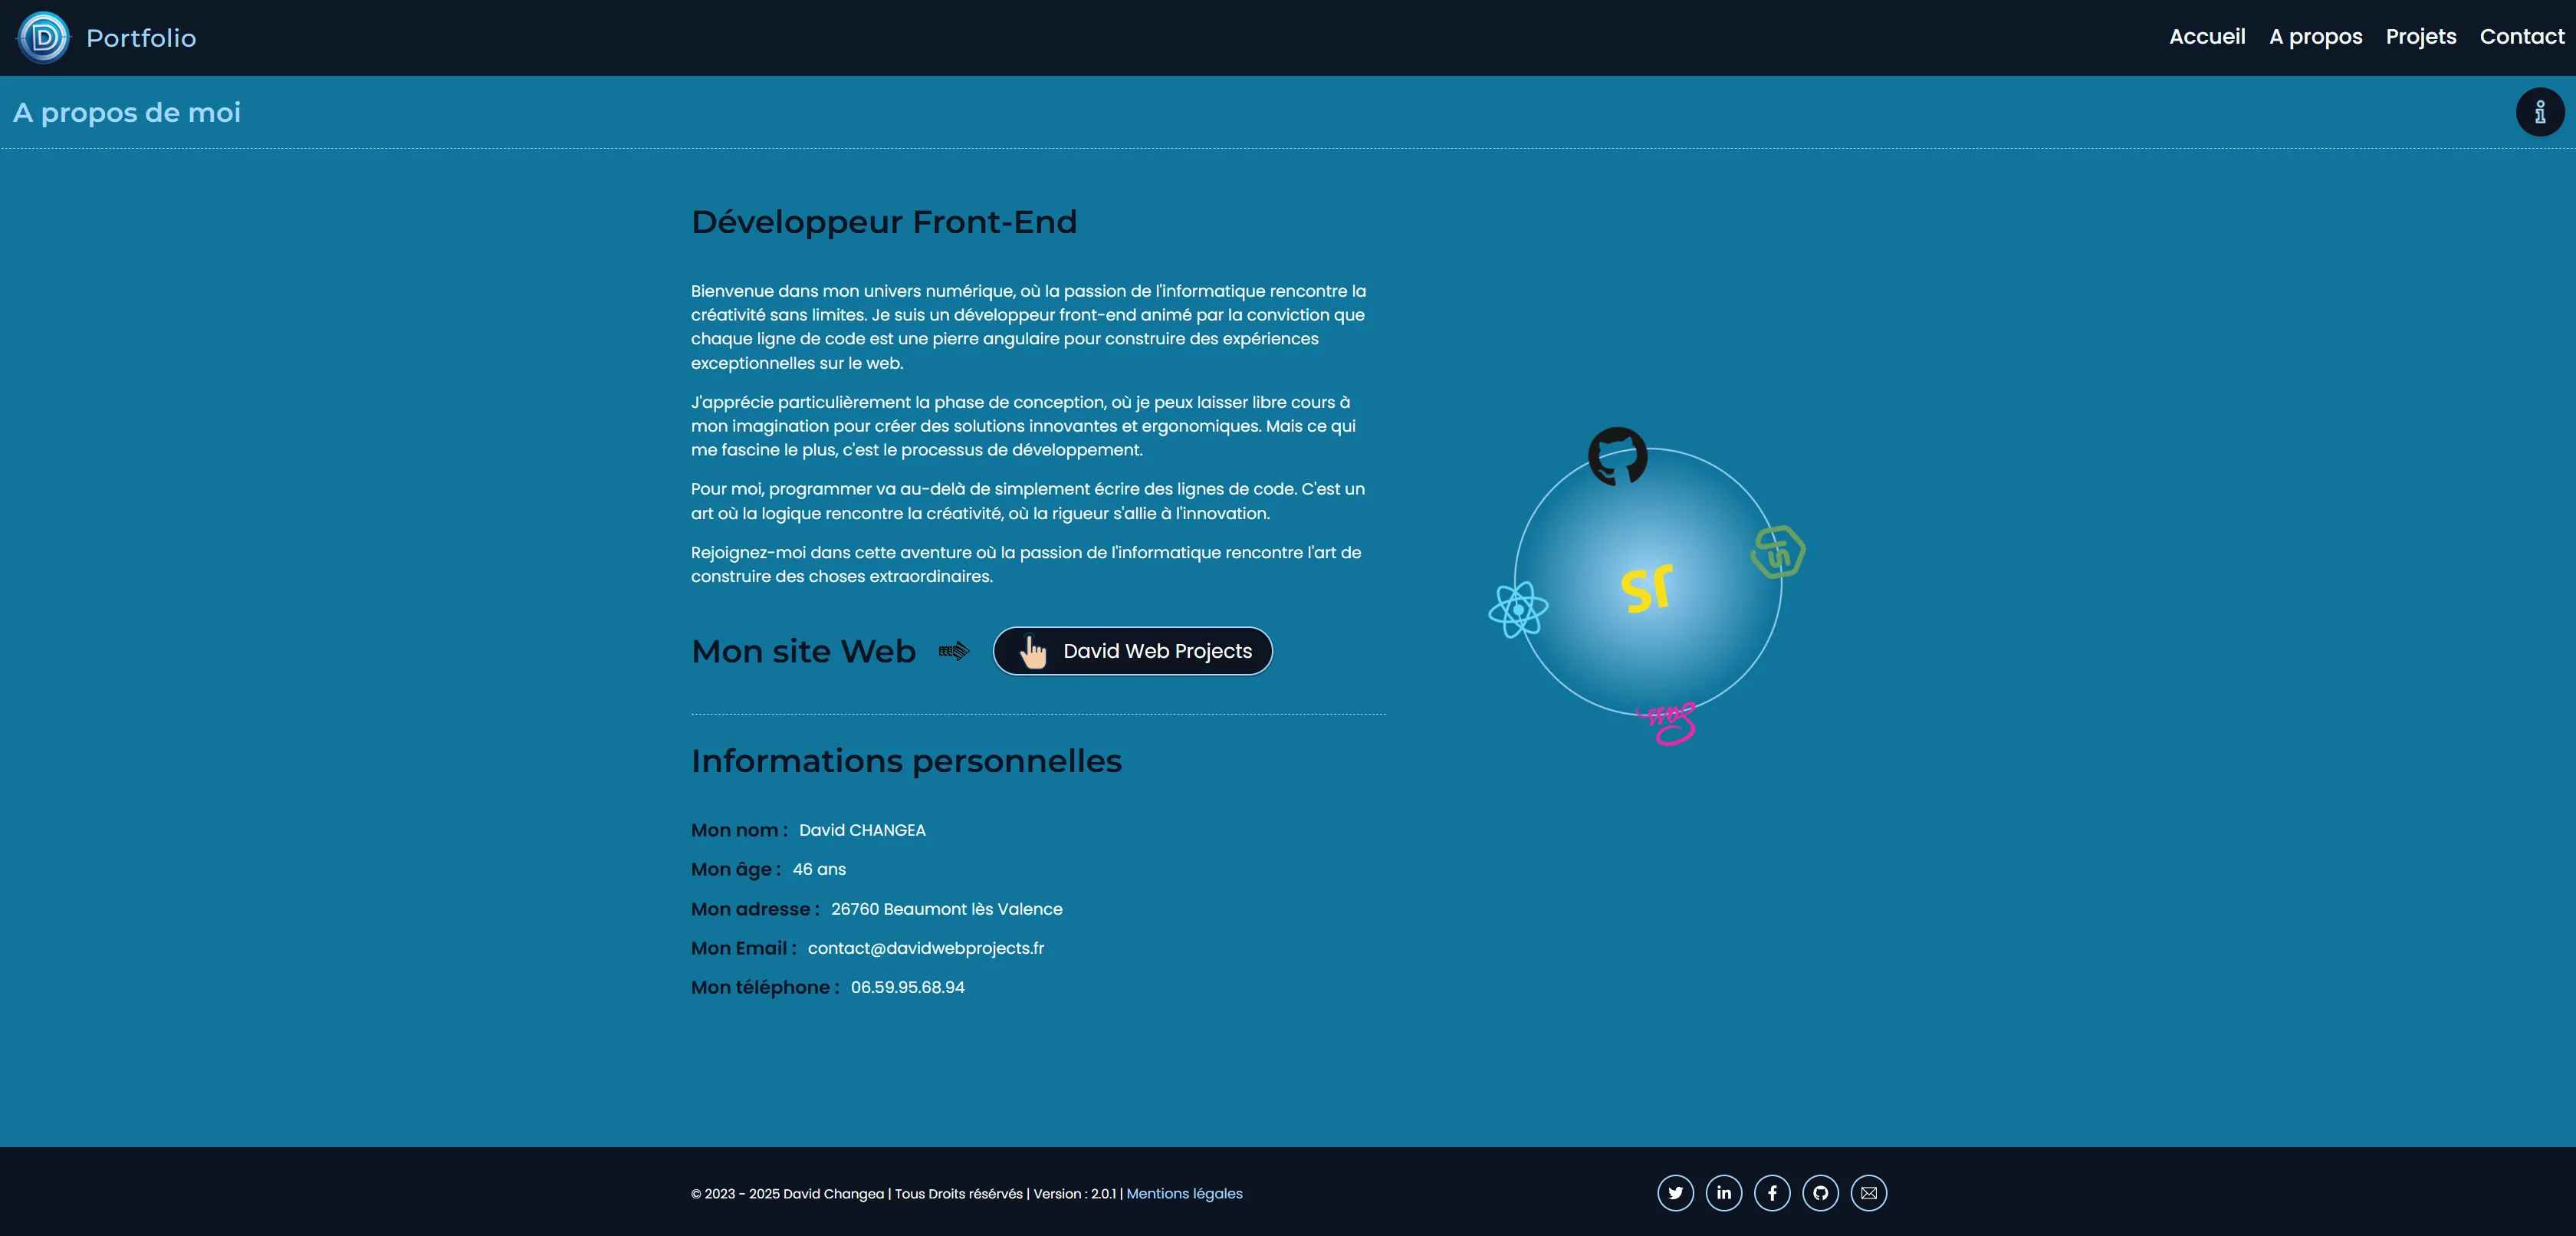 Portfolio
Accueil A propos Projets Contact
A propos de moi
Développeur Front-End
Bienvenue dans mon univers numérique, où la passion de l'informatique rencontre la
créativité sans limites. Je suis un développeur front-end animé par la conviction que
chaque ligne de code est une pierre angulaire pour construire des expériences
exceptionnelles sur le web.
J'apprécie particulièrement la phase de conception, où je peux laisser libre cours à
mon imagination pour créer des solutions innovantes et ergonomiques. Mais ce qui
me fascine le plus, c'est le processus de développement.
Pour moi, programmer va au-delà de simplement écrire des lignes de code. C'est un
art où la logique rencontre la créativité, où la rigueur s'allie à l'innovation.
Rejoignez-moi dans cette aventure où la passion de l'informatique rencontre l'art de
construire des choses extraordinaires.
Mon site Web
David Web Projects
JS
JS
Sass
Informations personnelles
Mon nom : David CHANGEA
Mon âge : 46 ans
Mon adresse : 26760 Beaumont lès Valence
Mon Email : contact@davidwebprojects.fr
Mon téléphone : 06.59.95.68.94
© 2023 - 2025 David Changea | Tous Droits résérvés | Version : 2.0.1 | Mentions légales